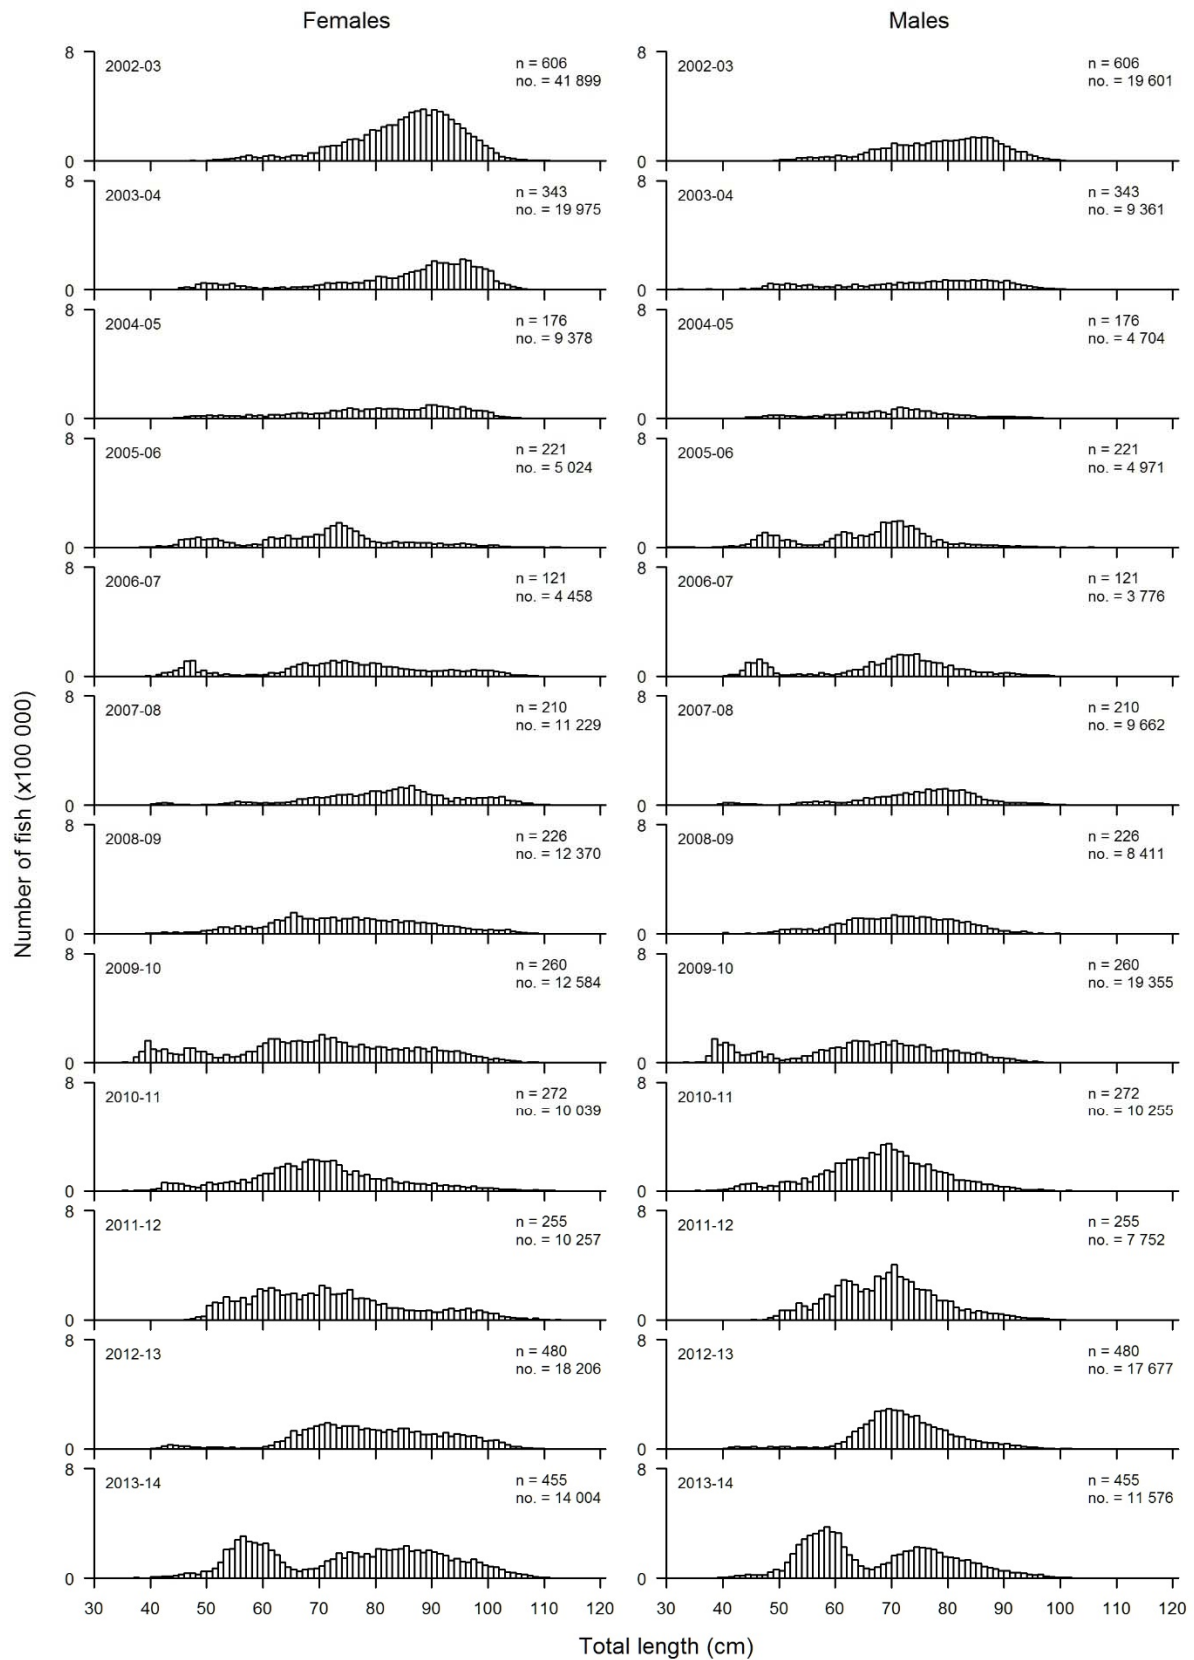 Females Males
8 2002-03 n = 606 8 2002-03 n = 606
no. = 41 899 no. = 19 601
0 0
8 2003-04 n = 343 8 2003-04 n = 343
no. = 19 975 no. = 9 361
0 0
8 2004-05 n = 176 8 2004-05 n = 176
no. = 9 378 no. = 4 704
0 0
8 2005-06 n = 221 8 2005-06 n = 221
no. = 5 024 no. = 4 971
0 0
8 2006-07 n = 121 8 2006-07 n = 121
no. = 4 458 no. = 3 776
0 0
8 2007-08 n = 210 8 2007-08 n = 210
no. = 11 229 no. = 9 662
0 0
8 2008-09 n = 226 8 2008-09 n = 226
no. = 12 370 no. = 8 411
0 0
8 2009-10 n = 260 8 2009-10 n = 260
no. = 12 584 no. = 19 355
0 0
8 2010-11 n = 272 8 2010-11 n = 272
no. = 10 039 no. = 10 255
0 0
8 2011-12 n = 255 8 2011-12 n = 255
no. = 10 257 no. = 7 752
0 0
8 2012-13 n = 480 8 2012-13 n = 480
no. = 18 206 no. = 17 677
0 0
8 2013-14 n = 455 8 2013-14 n = 455
no. = 14 004 no. = 11 576
0 0
30 40 50 60 70 80 90 100 110 120 30 40 50 60 70 80 90 100 110 120
Total length (cm)
Number of fish (x100 000)